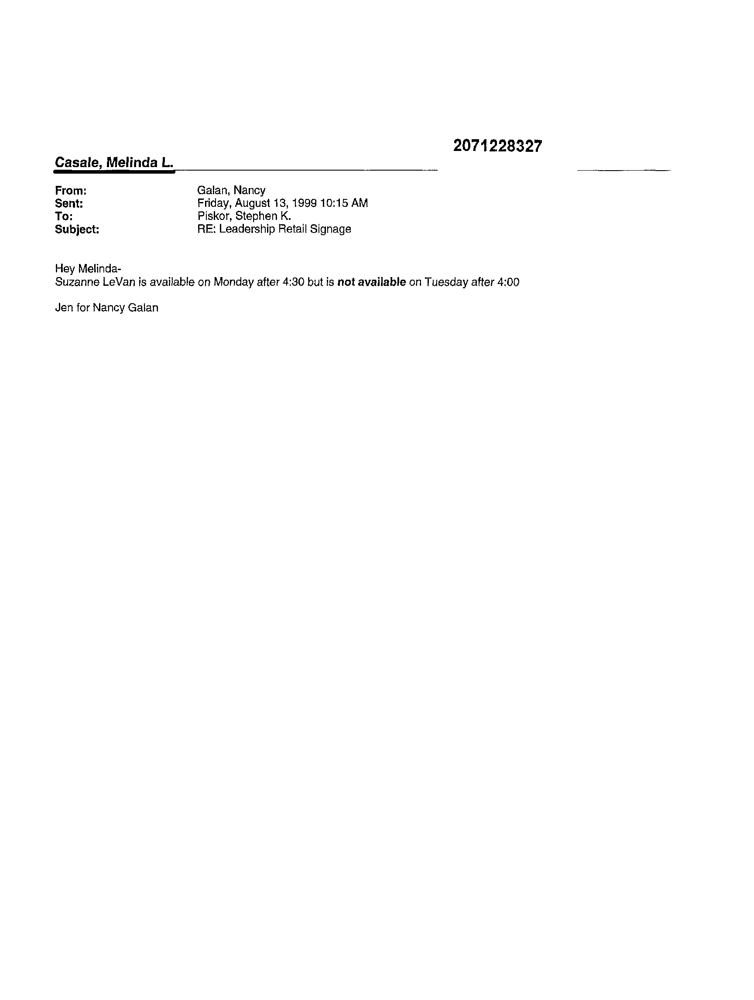 2071228327
Casale, Melinda L.
From: Galan, Nancy
Sent: Friday, August 13, 1999 10:15 AM
To: Piskor, Stephen K.
Subject: RE: Leadership Retail Signage
Hey Melinda-
Suzanne LeVan is available on Monday after 4:30 but is not available on Tuesday after 4:00
Jen for Nancy Galan